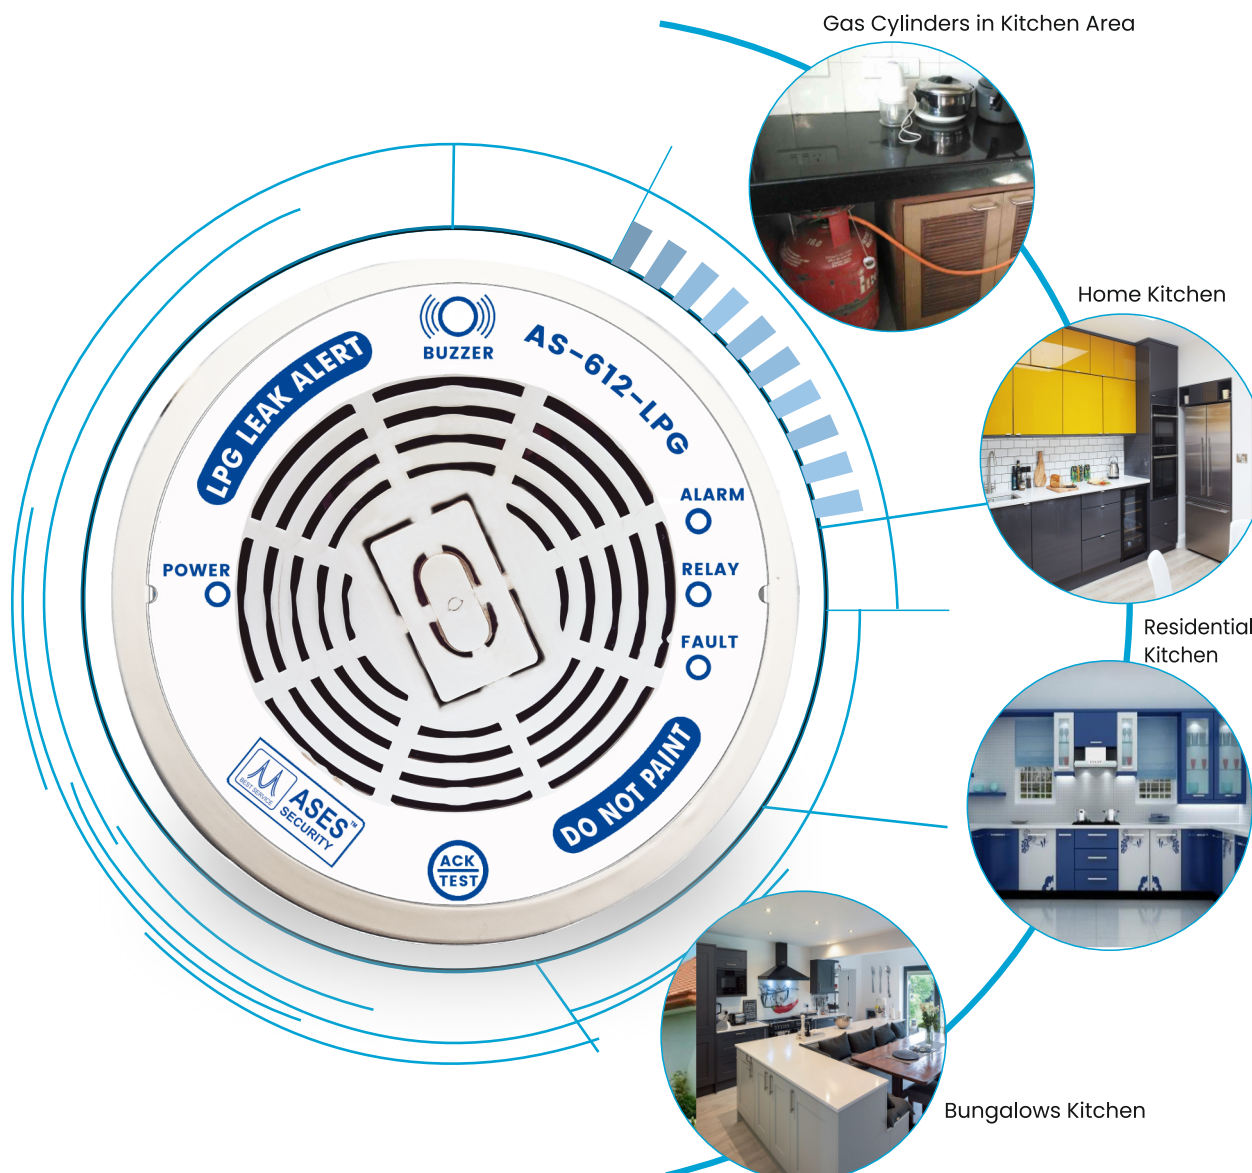 Gas Cylinders in Kitchen Area
Home Kitchen
Residential
Kitchen
Bungalows Kitchen
BUZZER
AS-612-LPG
LPG LEAK ALERT
ALARM
POWER
RELAY
FAULT
DO NOT PAINT
BEST SERVICE
ASES™
SECURITY
ACK
TEST